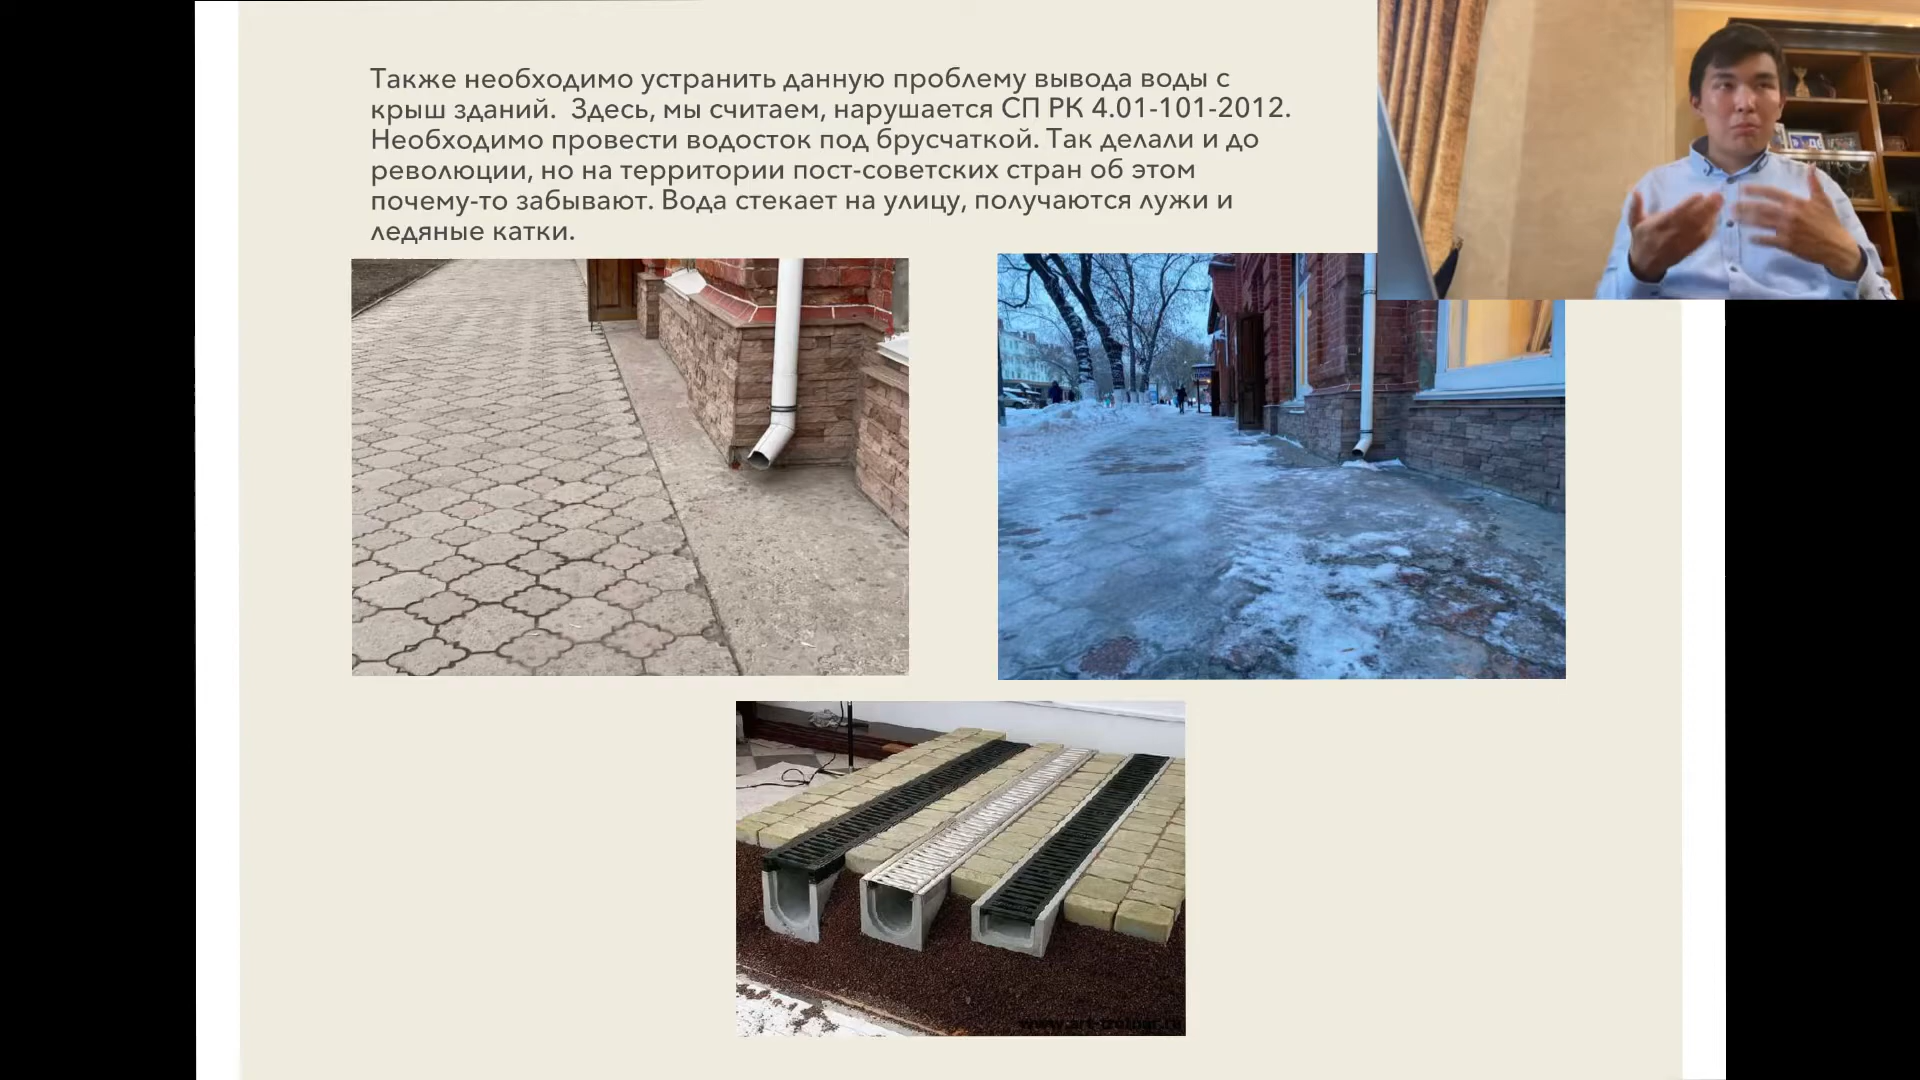 Также необходимо устранить данную проблему вывода воды с
крыш зданий. Здесь, мы считаем, нарушается СП РК 4.01-101-2012.
Необходимо провести водосток под брусчаткой. Так делали и до
революции, но на территории пост-советских стран об этом
почему-то забывают. Вода стекает на улицу, получаются лужи и
ледяные катки.